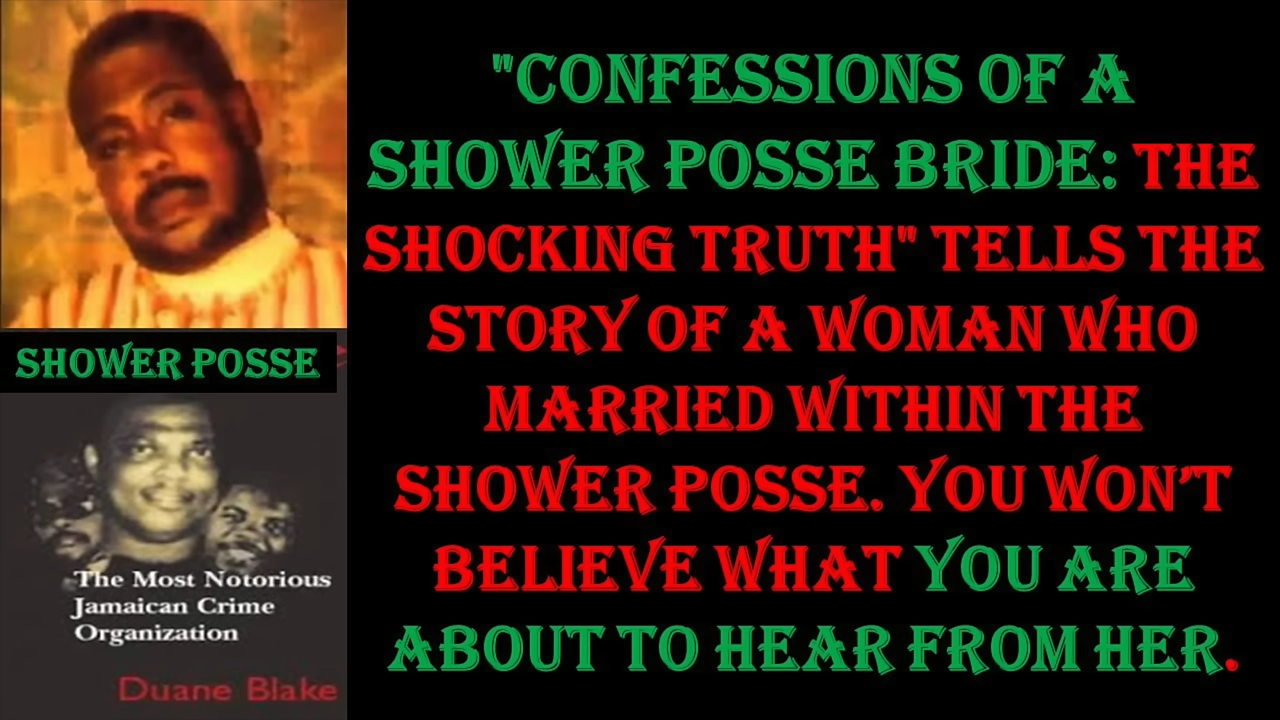 "CONFESSIONS OF A
SHOWER POSSE BRIDE: THE
SHOCKING TRUTH" TELLS THE
STORY OF A WOMAN WHO
MARRIED WITHIN THE
SHOWER POSSE. YOU WON’T
BELIEVE WHAT YOU ARE
ABOUT TO HEAR FROM HER.
SHOWER POSSE
The Most Notorious
Jamaican Crime
Organization
Duane Blake